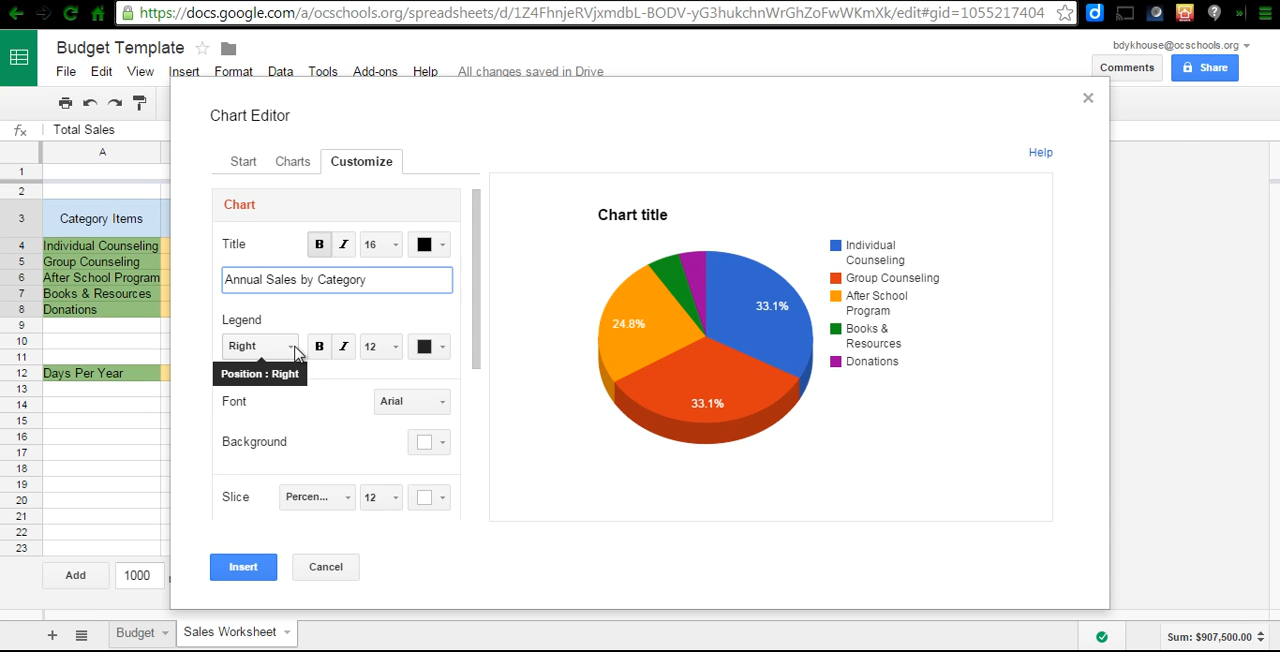 https://docs.google.com/a/ocschools.org/spreadsheets/d/1Z4FhnjeRVjxmdbL-BODV-yG3hukchnWrGhZoFwWKmXk/edit#gid=1055217404
Budget Template
bdykhouse@ocschools.org
File Edit View Insert Format Data Tools Add-ons Help All changes saved in Drive
Comments Share
fx Total Sales
Chart Editor
Start Charts Customize
Help
A
1
2
3 Category Items
4 Individual Counseling
5 Group Counseling
6 After School Program
7 Books & Resources
8 Donations
9
10
11
12 Days Per Year
13
14
15
16
17
18
19
20
21
22
23
Chart
Title B I 16
Annual Sales by Category
Legend
Right B I 12
Position : Right
Font Arial
Background
Slice Percen... 12
Chart title
Individual
Counseling
Group Counseling
After School
Program
Books &
Resources
Donations
33.1%
24.8%
33.1%
Insert Cancel
Add 1000
Budget Sales Worksheet
Sum: $907,500.00